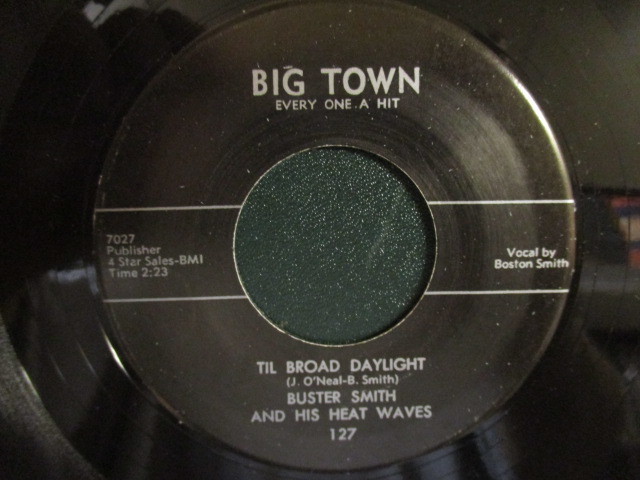 BIG TOWN
EVERY ONE.A HIT
7027
Publisher
4 Star Sales-BMI
Time 2:23
Vocal by
Boston Smith
TIL BROAD DAYLIGHT
(J. O'Neal-B. Smith)
BUSTER SMITH
AND HIS HEAT WAVES
127